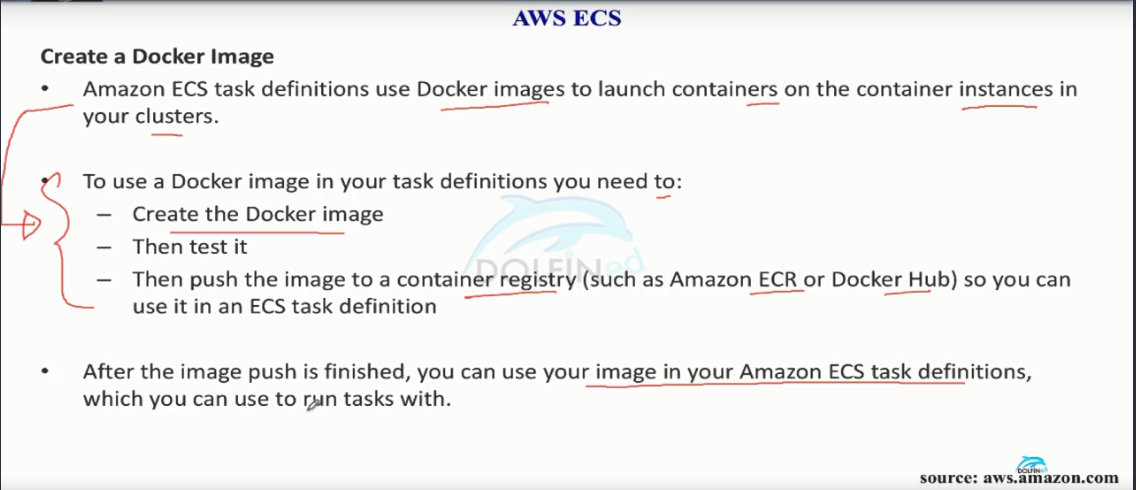 AWS ECS
Create a Docker Image
• Amazon ECS task definitions use Docker images to launch containers on the container instances in
your clusters.
• To use a Docker image in your task definitions you need to:
– Create the Docker image
– Then test it
– Then push the image to a container registry (such as Amazon ECR or Docker Hub) so you can
use it in an ECS task definition
DOLFINed
• After the image push is finished, you can use your image in your Amazon ECS task definitions,
which you can use to run tasks with.
DOLFIN
source: aws.amazon.com